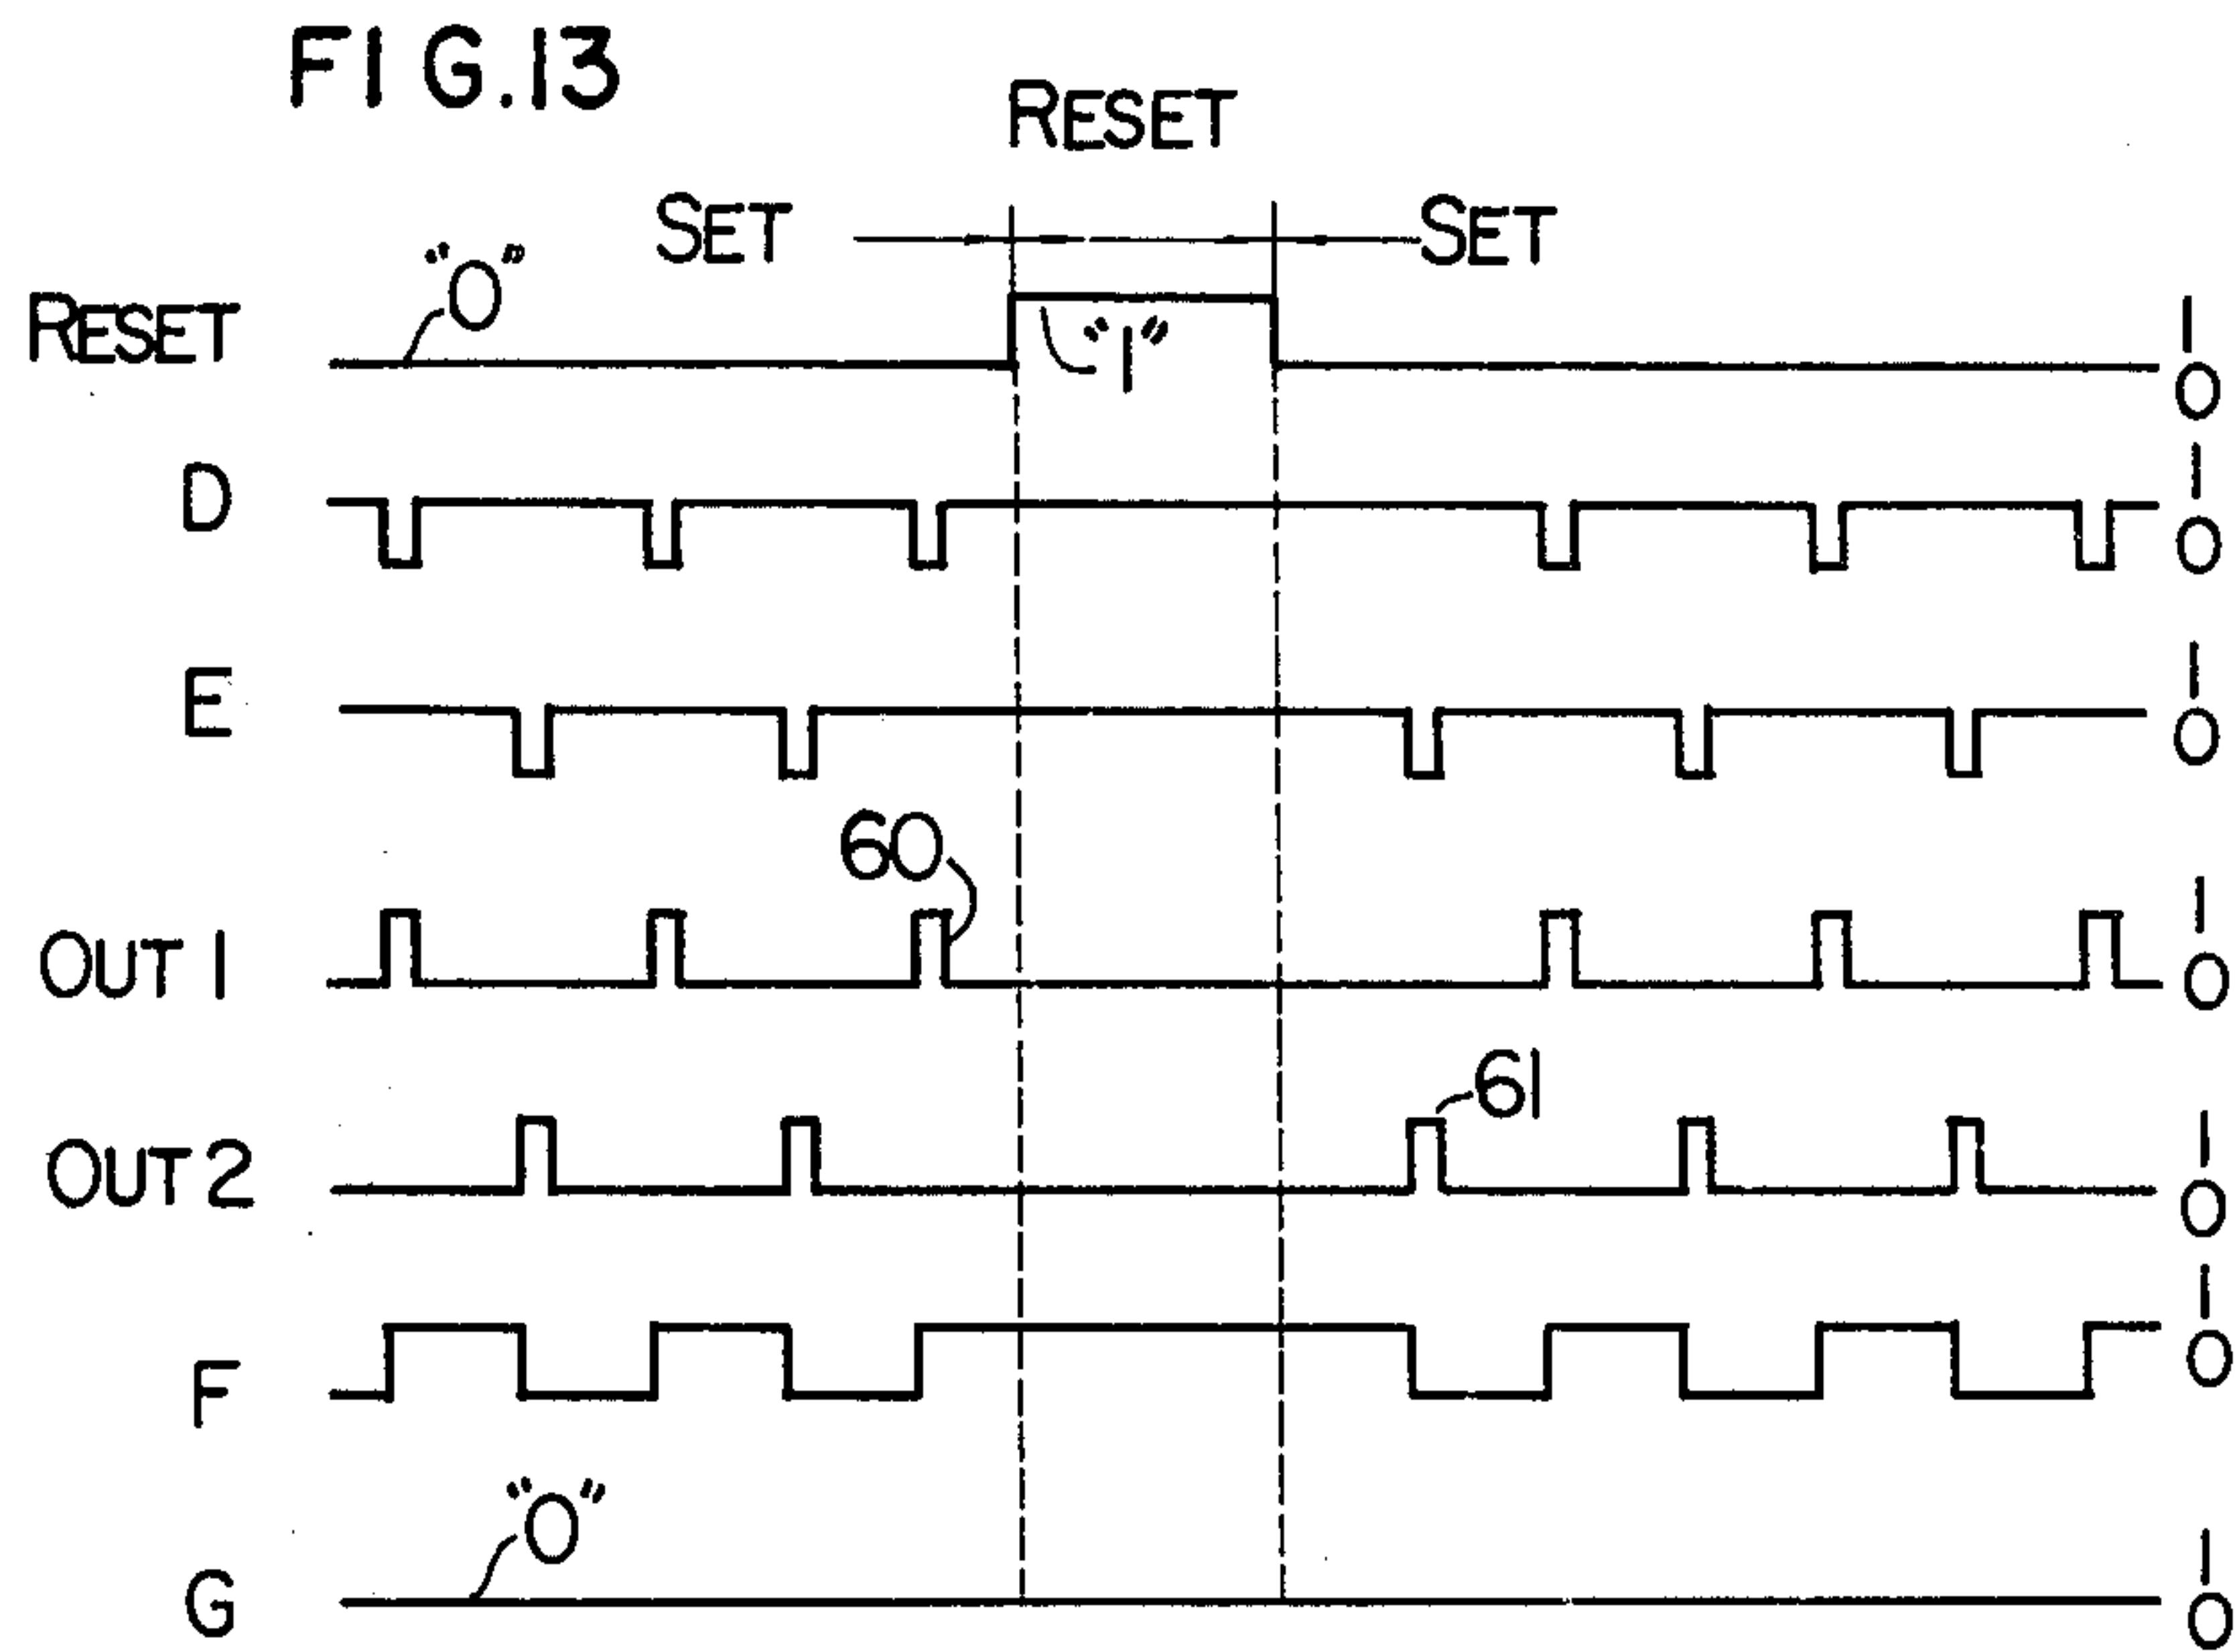 FIG.13
RESET
SET SET
RESET "0" "1" 1
0
D 1
0
E 1
0
60
OUT 1 1
0
61
OUT 2 1
0
F 1
0
"0"
G 1
0